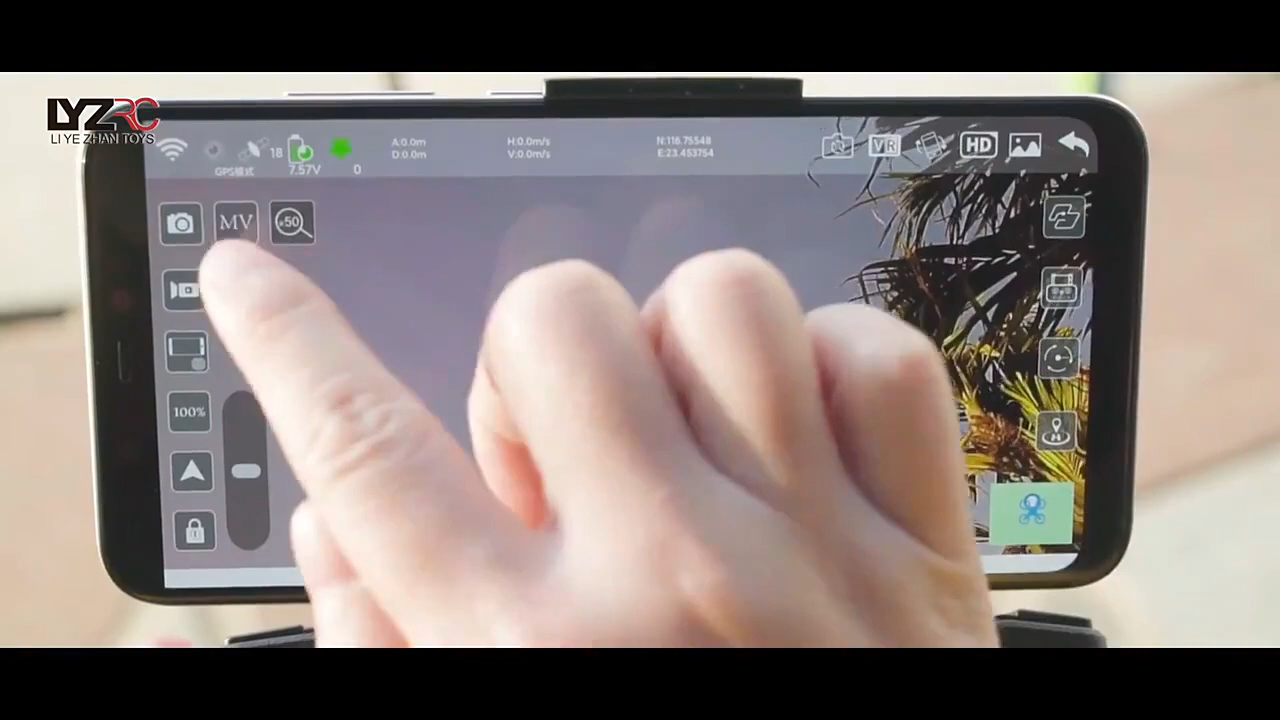 LYZRC
LI YE ZHAN TOYS
18
GPS模式
7.57V
0
A:0.0m
D:0.0m
H:0.0m/s
V:0.0m/s
N:116.75548
E:23.453754
VR
HD
MV
×50
100%